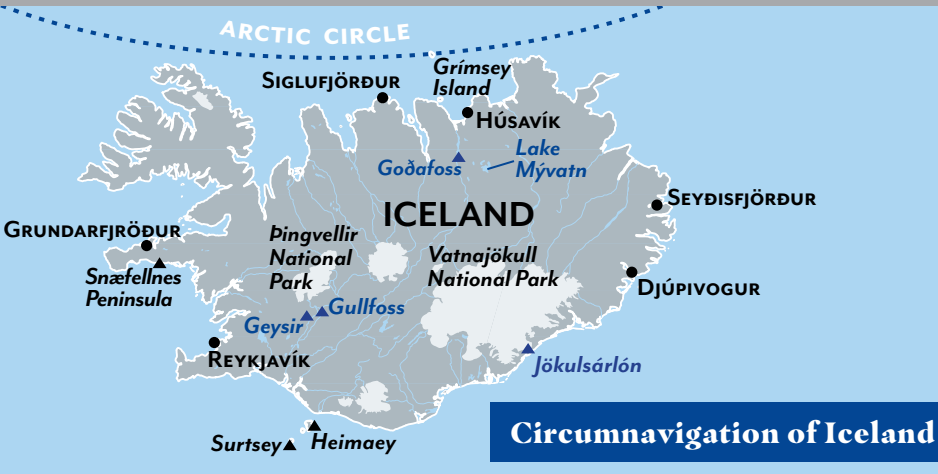 ARCTIC CIRCLE
Grímsey
Island
SIGLUFJÖRÐUR
HÚSAVÍK
Lake
Mývatn
Goðafoss
SEYÐISFJÖRÐUR
ICELAND
GRUNDARFJRÖÐUR
Þingvellir
National
Park
Vatnajökull
National Park
Snæfellnes
Peninsula
DJÚPIVOGUR
Gullfoss
Geysir
REYKJAVÍK
Jökulsárlón
Surtsey
Heimaey
Circumnavigation of Iceland